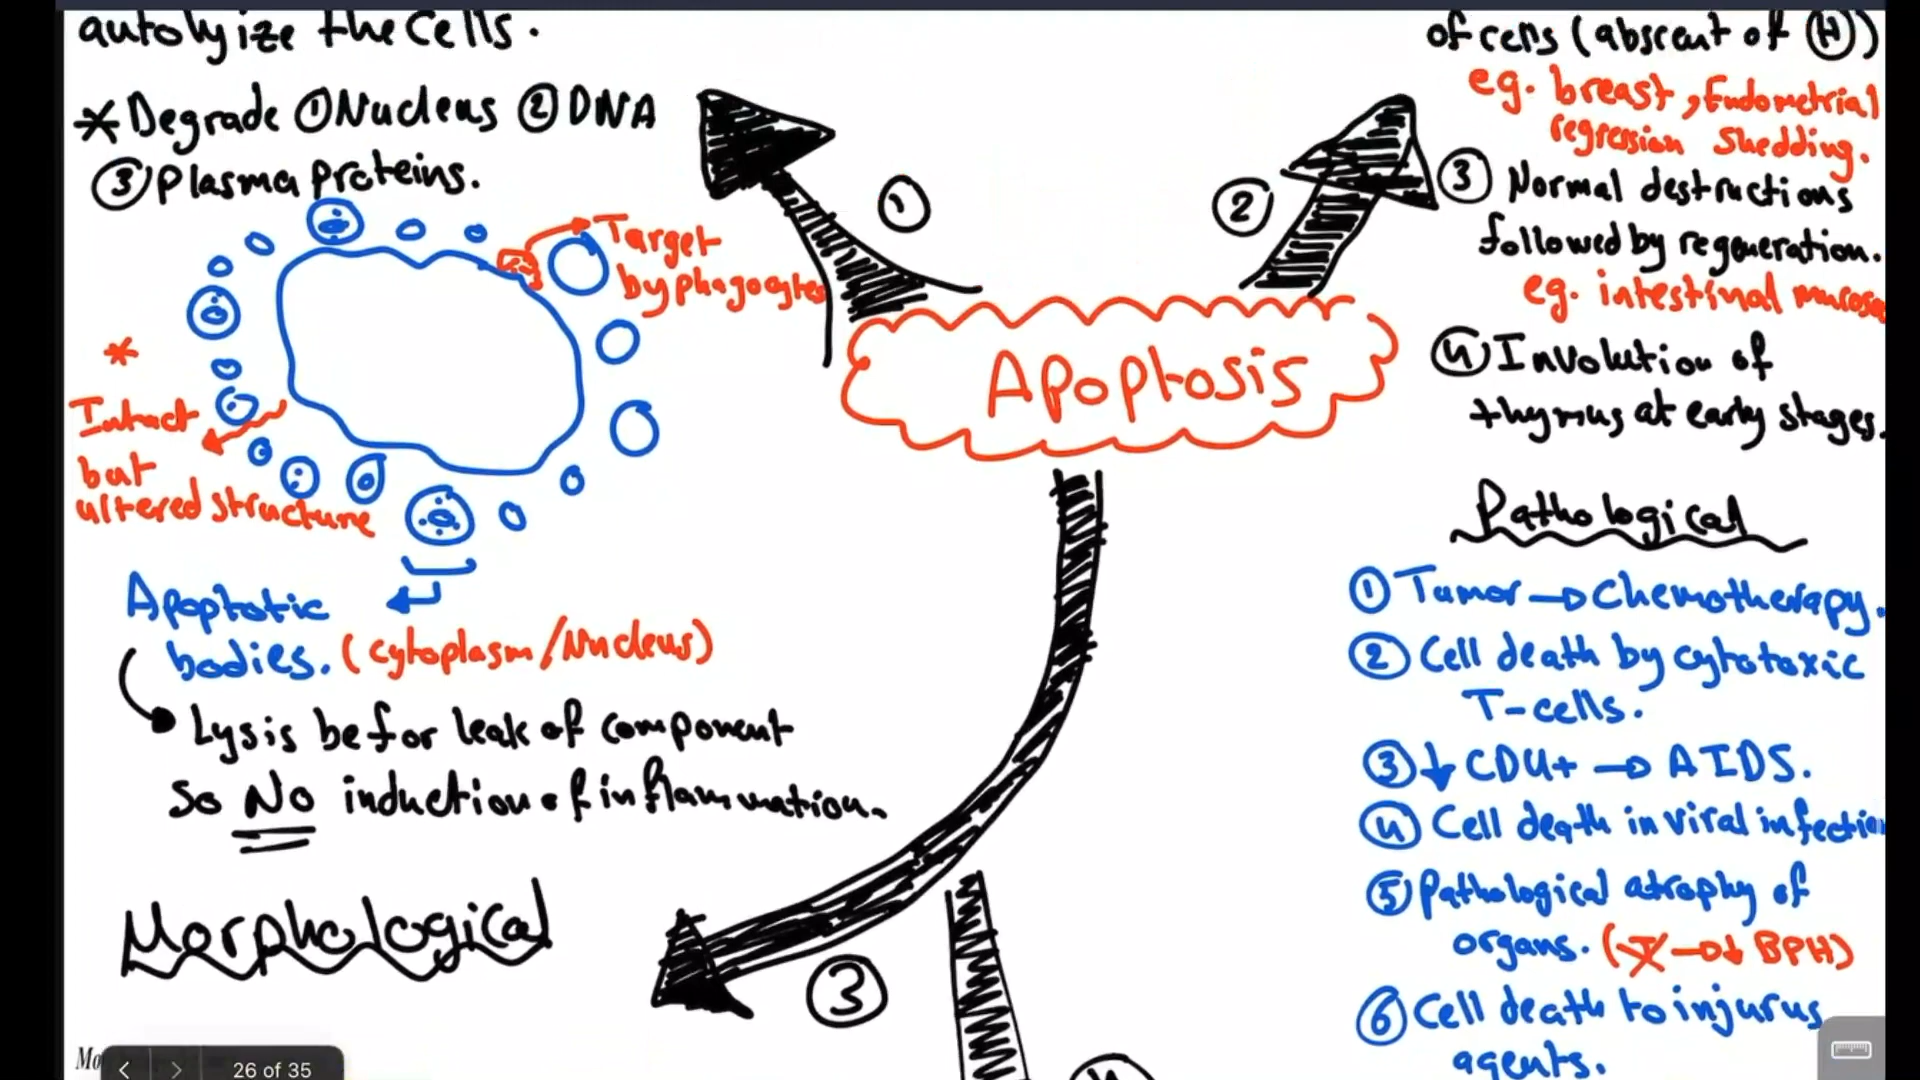 autolyize the cells.
* Degrade ① Nucleus ② DNA
③ Plasma proteins.
Target
by phagocytes
*
Intact
but
ultered structure
Apoptotic
bodies. (cytoplasm/Nucleus)
Lysis befor leak of component
so No induction of inflammation.
Morphological
26 of 35
①
②
Apoptosis
③
of cells (abscent of Ⓗ)
eg. breast, Endometrial
regression shedding.
③ Normal destructions
followed by regeneration.
eg. intestinal mucosa
④ Involution of
thymus at early stages.
Pathological
① Tumor → Chemotherapy.
② Cell death by cytotoxic
T-cells.
③ ↓ CD4+ → AIDS.
④ Cell death in viral infection
⑤ Pathological atrophy of
organs. ( → ↓ BPH)
⑥ Cell death to injurus
agents.